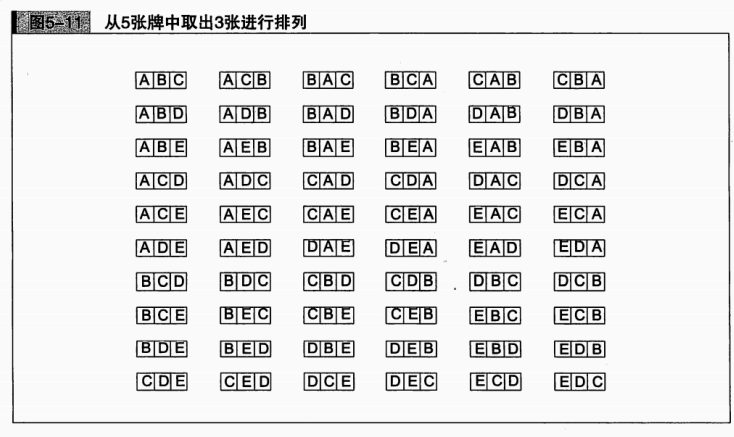 图5-11 从5张牌中取出3张进行排列
ABC ACB BAC BCA CAB CBA
ABD ADB BAD BDA DAB DBA
ABE AEB BAE BEA EAB EBA
ACD ADC CAD CDA DAC DCA
ACE AEC CAE CEA EAC ECA
ADE AED DAE DEA EAD EDA
BCD BDC CBD CDB DBC DCB
BCE BEC CBE CEB EBC ECB
BDE BED DBE DEB EBD EDB
CDE CED DCE DEC ECD EDC